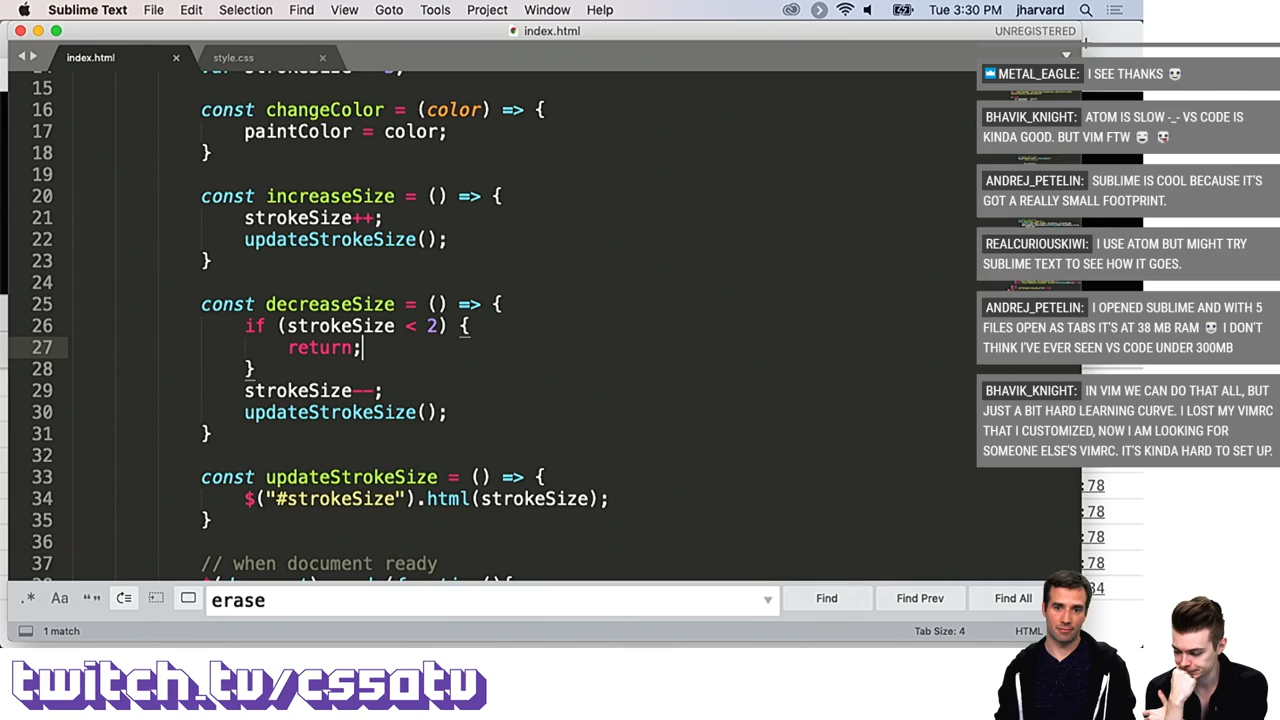 Sublime Text File Edit Selection Find View Goto Tools Project Window Help Tue 3:30 PM jharvard
index.html UNREGISTERED
index.html style.css
15
16 const changeColor = (color) => {
17 paintColor = color;
18 }
19
20 const increaseSize = () => {
21 strokeSize++;
22 updateStrokeSize();
23 }
24
25 const decreaseSize = () => {
26 if (strokeSize < 2) {
27 return;
28 }
29 strokeSize--;
30 updateStrokeSize();
31 }
32
33 const updateStrokeSize = () => {
34 $("#strokeSize").html(strokeSize);
35 }
36
37 // when document ready
.* Aa “” erase Find Find Prev Find All
1 match Tab Size: 4 HTML
METAL_EAGLE: I SEE THANKS
BHAVIK_KNIGHT: ATOM IS SLOW -_- VS CODE IS
KINDA GOOD. BUT VIM FTW
ANDREJ_PETELIN: SUBLIME IS COOL BECAUSE IT'S
GOT A REALLY SMALL FOOTPRINT.
REALCURIOUSKIWI: I USE ATOM BUT MIGHT TRY
SUBLIME TEXT TO SEE HOW IT GOES.
ANDREJ_PETELIN: I OPENED SUBLIME AND WITH 5
FILES OPEN AS TABS IT'S AT 38 MB RAM I DON'T
THINK I'VE EVER SEEN VS CODE UNDER 300MB
BHAVIK_KNIGHT: IN VIM WE CAN DO THAT ALL, BUT
JUST A BIT HARD LEARNING CURVE. I LOST MY VIMRC
THAT I CUSTOMIZED, NOW I AM LOOKING FOR
SOMEONE ELSE'S VIMRC. IT'S KINDA HARD TO SET UP.
:78
:78
:78
:78
34
twitch.tv/cs50tv